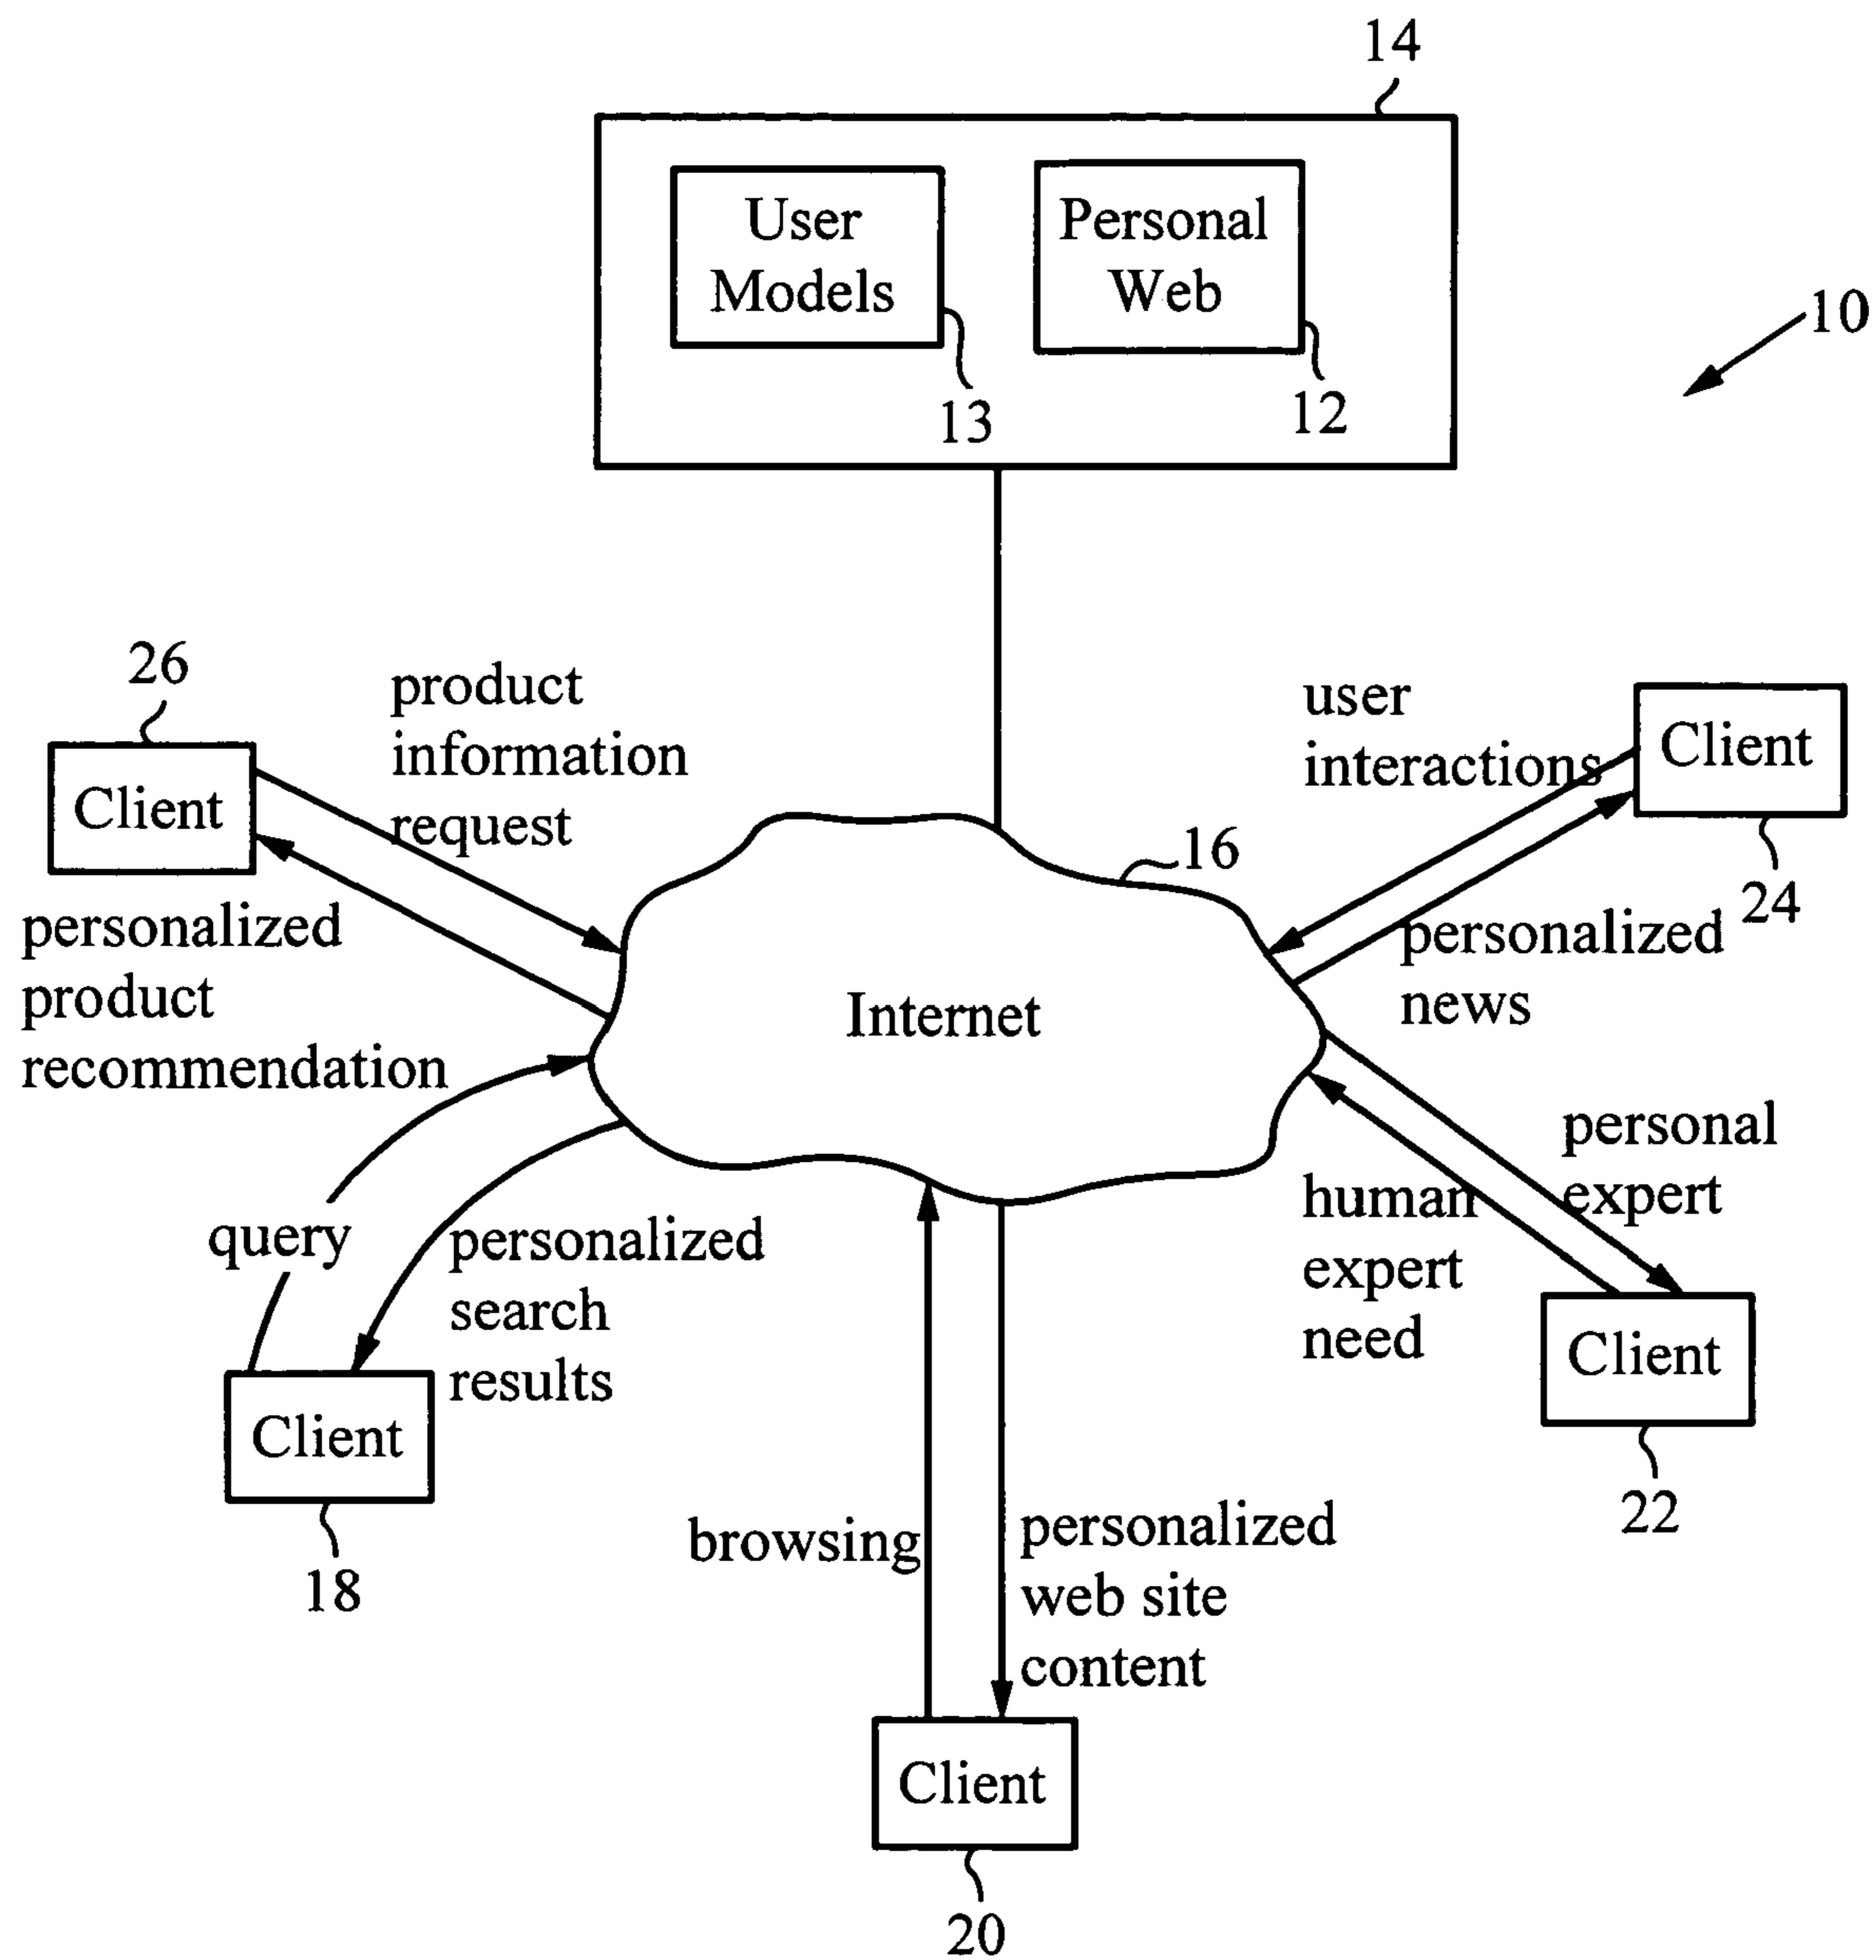 14
User
Models
Personal
Web
10
13
12
26
product
information
request
user
interactions
Client
Client
24
16
personalized
product
recommendation
personalized
news
Internet
personal
expert
human
expert
need
query
personalized
search
results
Client
Client
22
18
browsing
personalized
web site
content
Client
20